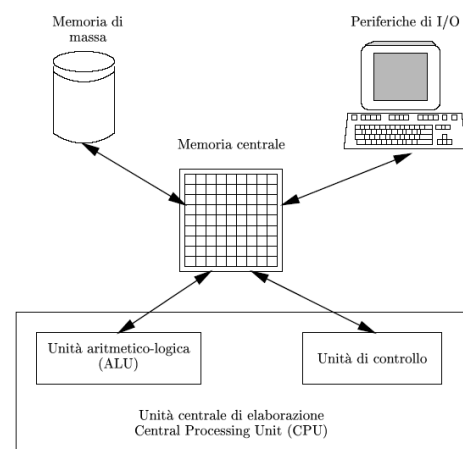 Memoria di
massa
Periferiche di I/O
Memoria centrale
Unità aritmetico-logica
(ALU)
Unità di controllo
Unità centrale di elaborazione
Central Processing Unit (CPU)